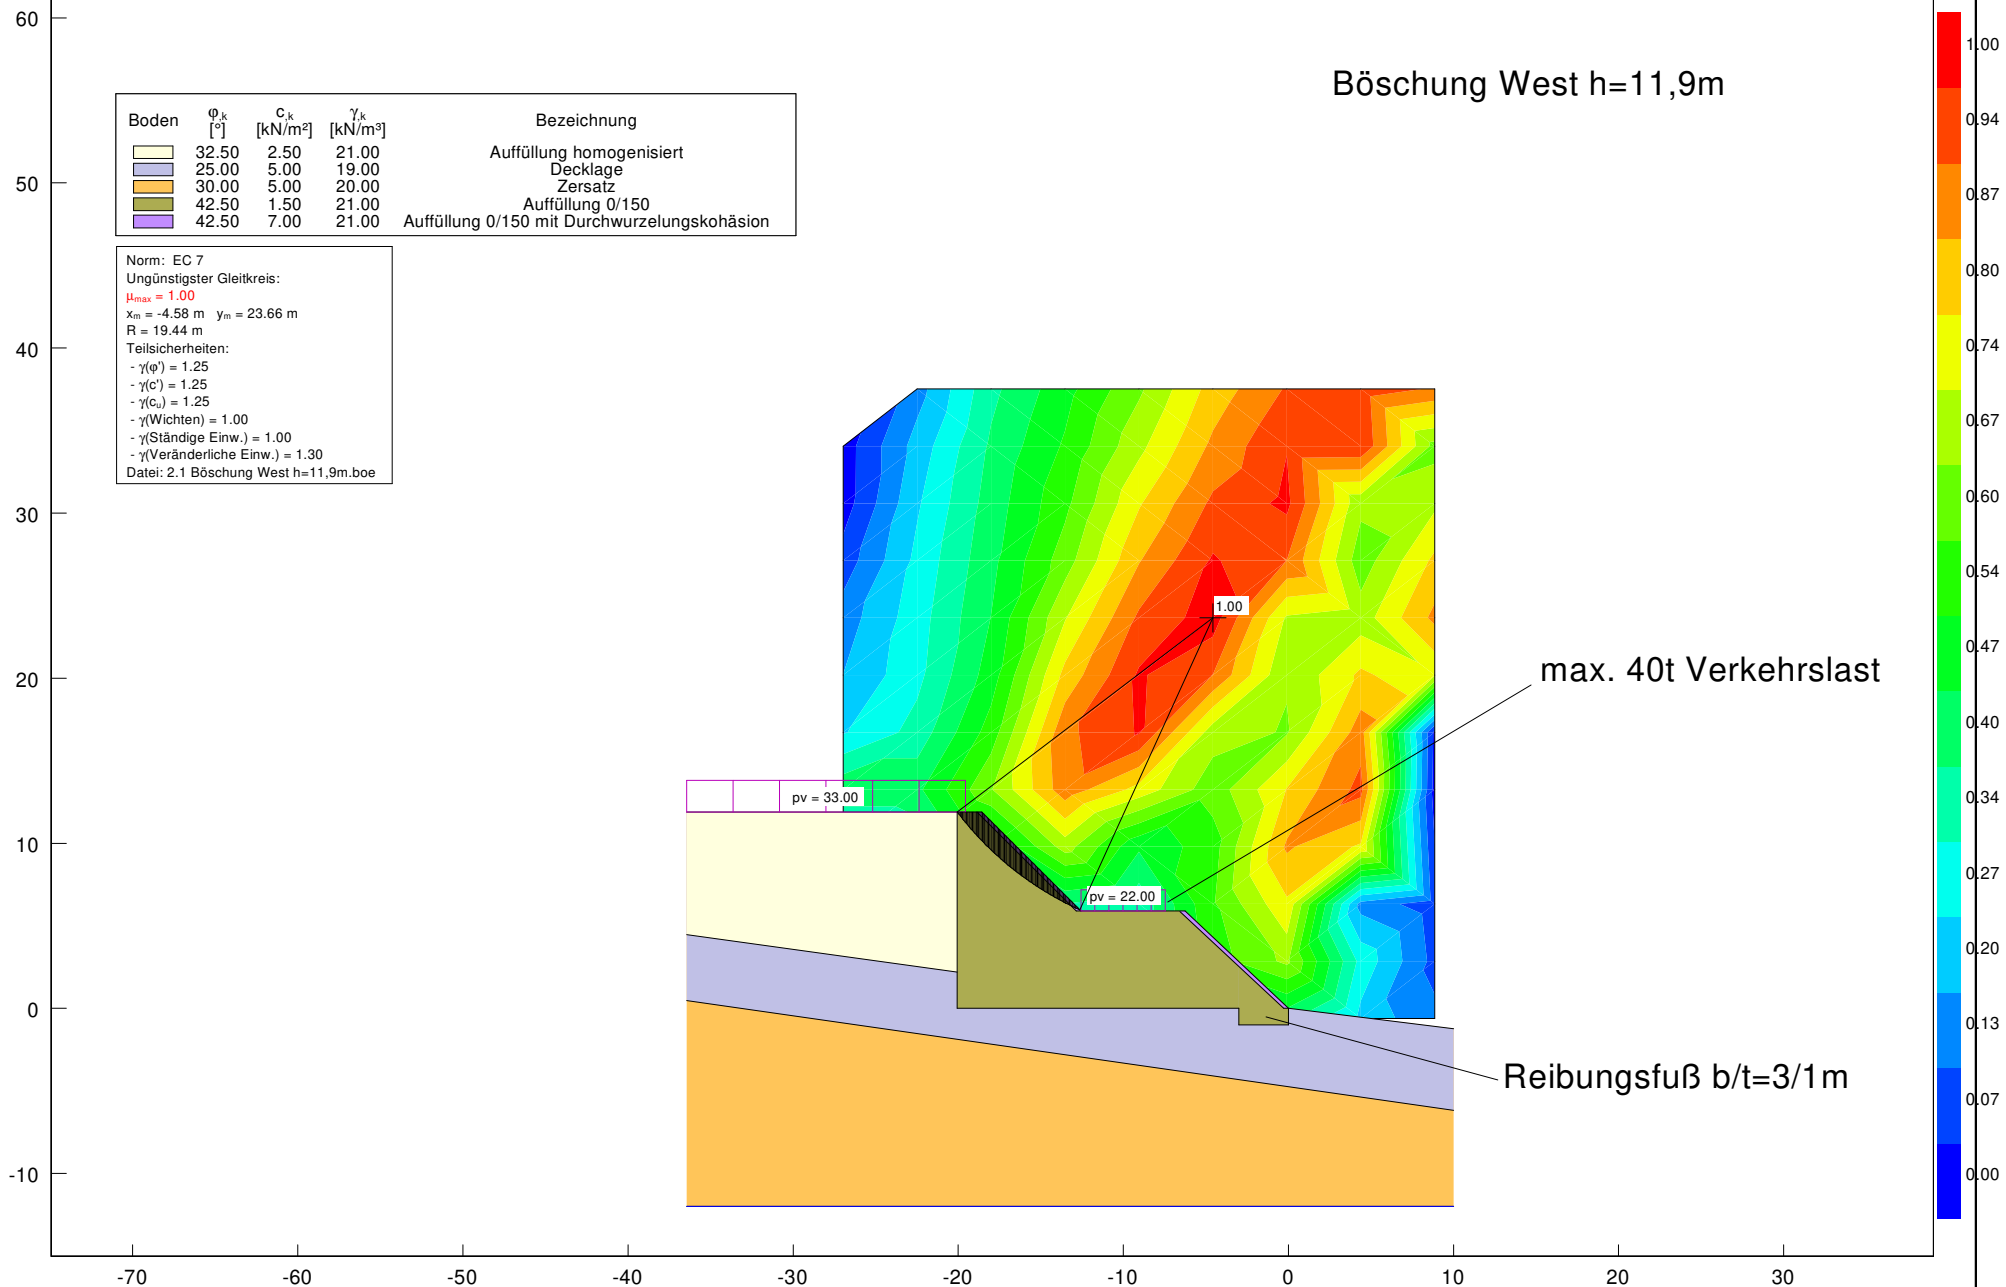 60
50
40
30
20
10
0
-10
-70
-60
-50
-40
-30
-20
-10
0
10
20
30
Böschung West h=11,9m
Boden φ,k [°] c,k [kN/m²] γ,k [kN/m³] Bezeichnung
32.50 2.50 21.00 Auffüllung homogenisiert
25.00 5.00 19.00 Decklage
30.00 5.00 20.00 Zersatz
42.50 1.50 21.00 Auffüllung 0/150
42.50 7.00 21.00 Auffüllung 0/150 mit Durchwurzelungskohäsion
Norm: EC 7
Ungünstigster Gleitkreis:
μmax = 1.00
xm = -4.58 m ym = 23.66 m
R = 19.44 m
Teilsicherheiten:
- γ(φ') = 1.25
- γ(c') = 1.25
- γ(cu) = 1.25
- γ(Wichten) = 1.00
- γ(Ständige Einw.) = 1.00
- γ(Veränderliche Einw.) = 1.30
Datei: 2.1 Böschung West h=11,9m.boe
1.00
max. 40t Verkehrslast
pv = 33.00
pv = 22.00
Reibungsfuß b/t=3/1m
1.00
0.94
0.87
0.80
0.74
0.67
0.60
0.54
0.47
0.40
0.34
0.27
0.20
0.13
0.07
0.00